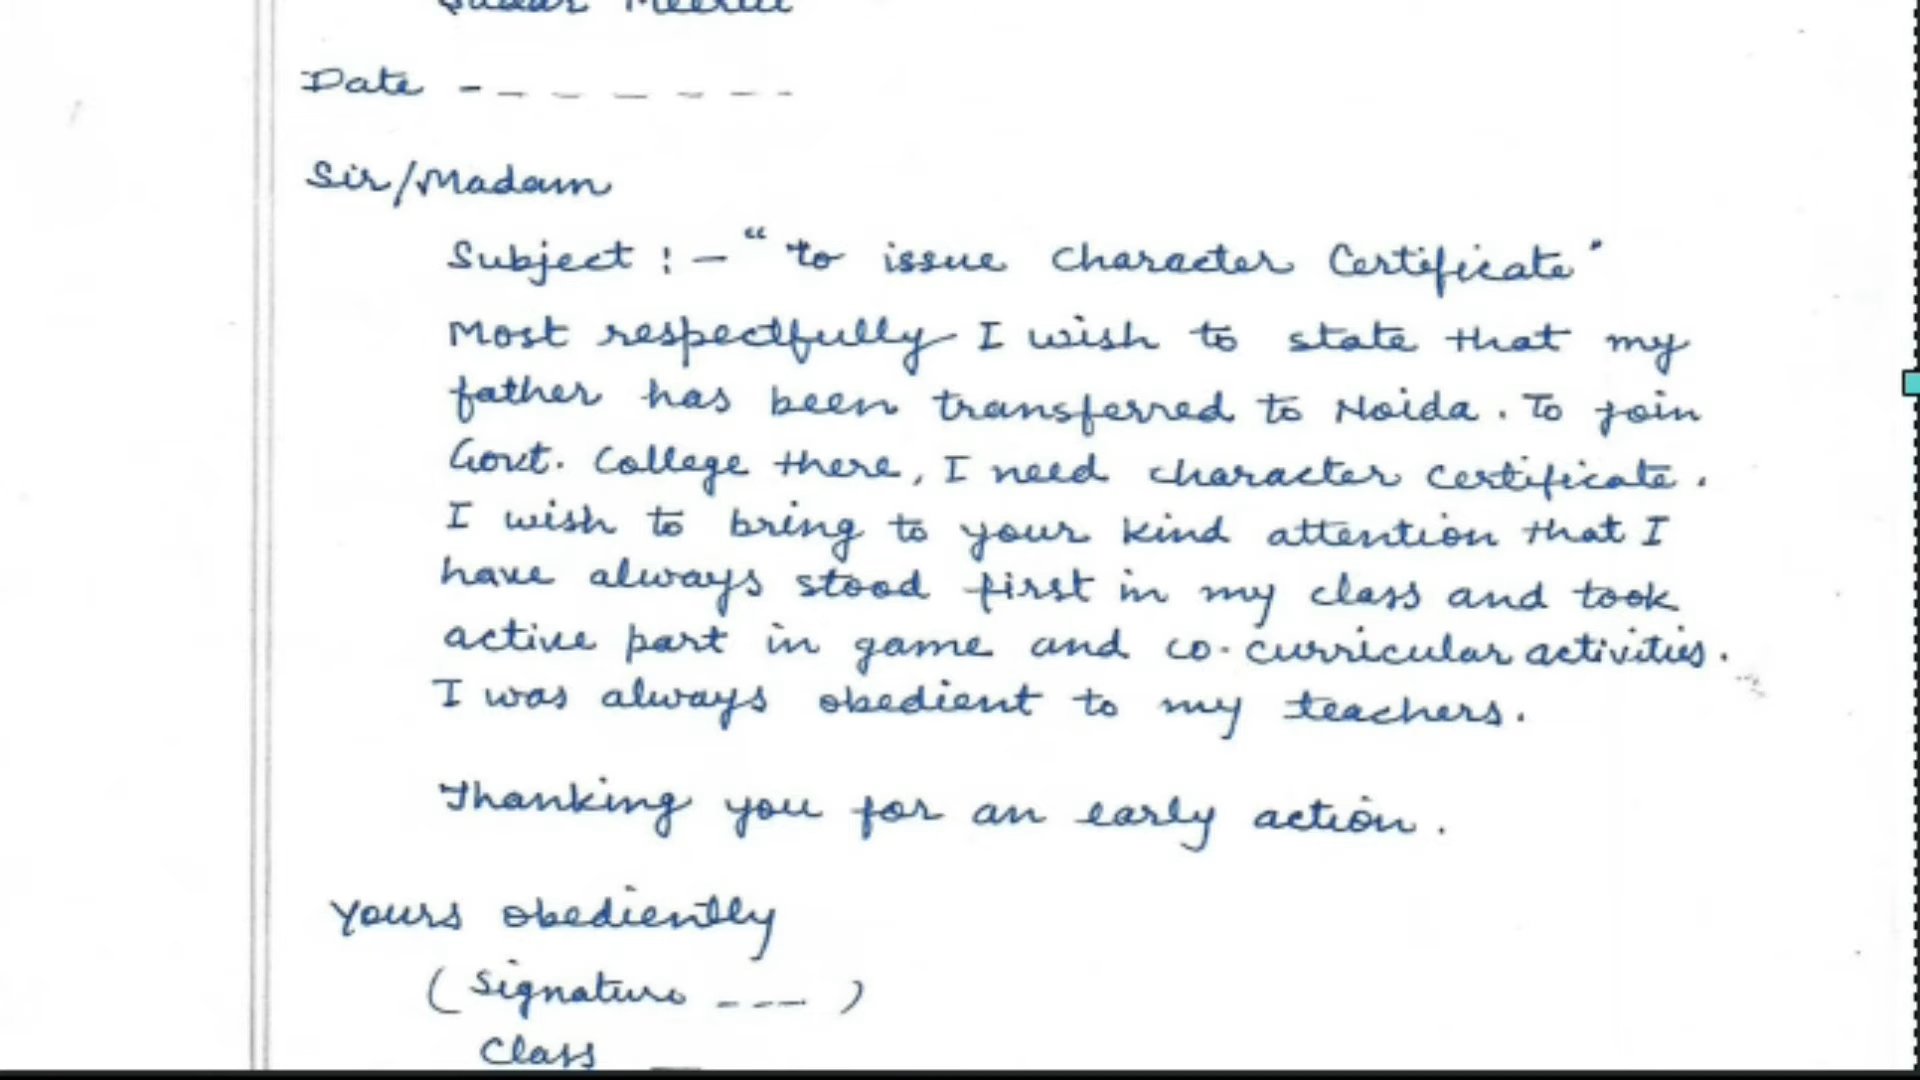 Sadar Meerut
Date - - - - - - -
Sir/Madam
Subject :- "to issue Character Certificate"
Most respectfully I wish to state that my
father has been transferred to Noida. To join
Govt. College there, I need character certificate.
I wish to bring to your kind attention that I
have always stood first in my class and took
active part in game and co-curricular activities.
I was always obedient to my teachers.
Thanking you for an early action.
Yours obediently
(Signature --- )
Class